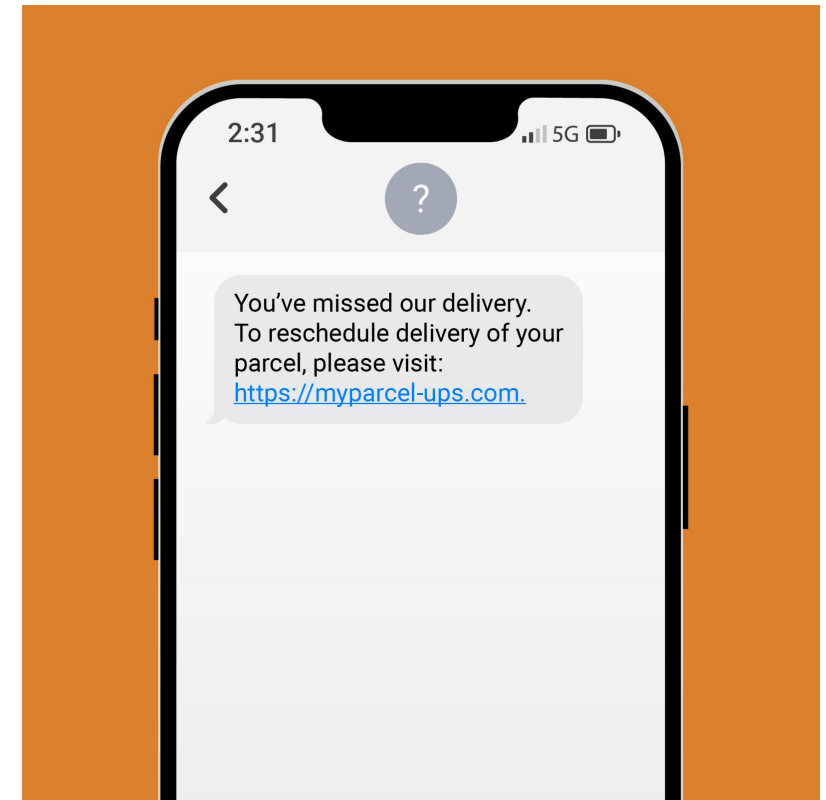 2:31
5G
?
You’ve missed our delivery.
To reschedule delivery of your
parcel, please visit:
https://myparcel-ups.com.